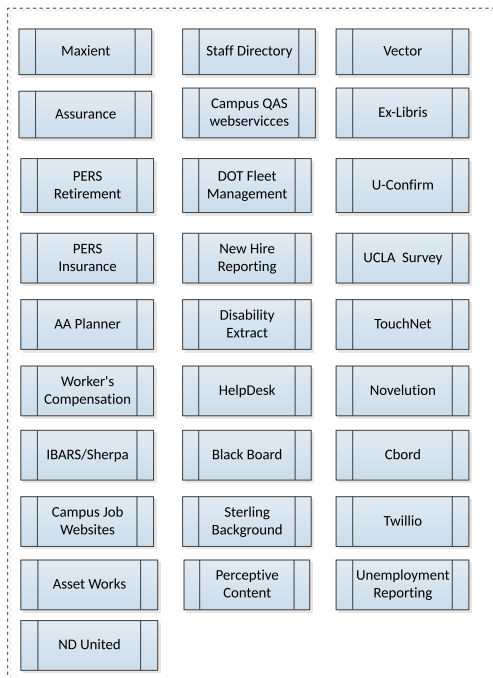 Maxient
Staff Directory
Vector
Assurance
Campus QAS
webservicces
Ex-Libris
PERS
Retirement
DOT Fleet
Management
U-Confirm
PERS
Insurance
New Hire
Reporting
UCLA  Survey
AA Planner
Disability
Extract
TouchNet
Worker's
Compensation
HelpDesk
Novelution
IBARS/Sherpa
Black Board
Cbord
Campus Job
Websites
Sterling
Background
Twillio
Asset Works
Perceptive
Content
Unemployment
Reporting
ND United